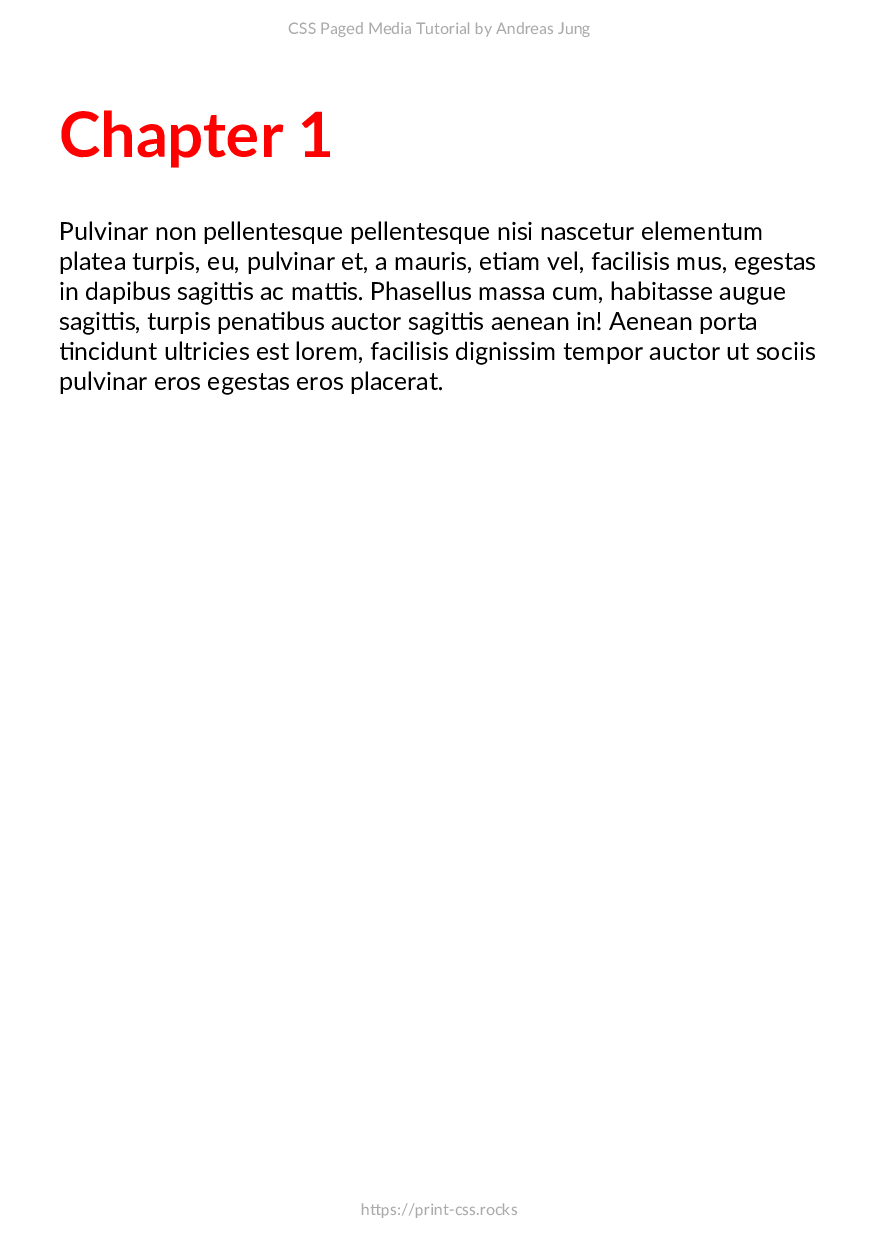 CSS Paged Media Tutorial by Andreas Jung
Chapter 1
Pulvinar non pellentesque pellentesque nisi nascetur elementum
platea turpis, eu, pulvinar et, a mauris, etiam vel, facilisis mus, egestas
in dapibus sagittis ac mattis. Phasellus massa cum, habitasse augue
sagittis, turpis penatibus auctor sagittis aenean in! Aenean porta
tincidunt ultricies est lorem, facilisis dignissim tempor auctor ut sociis
pulvinar eros egestas eros placerat.
https://print-css.rocks